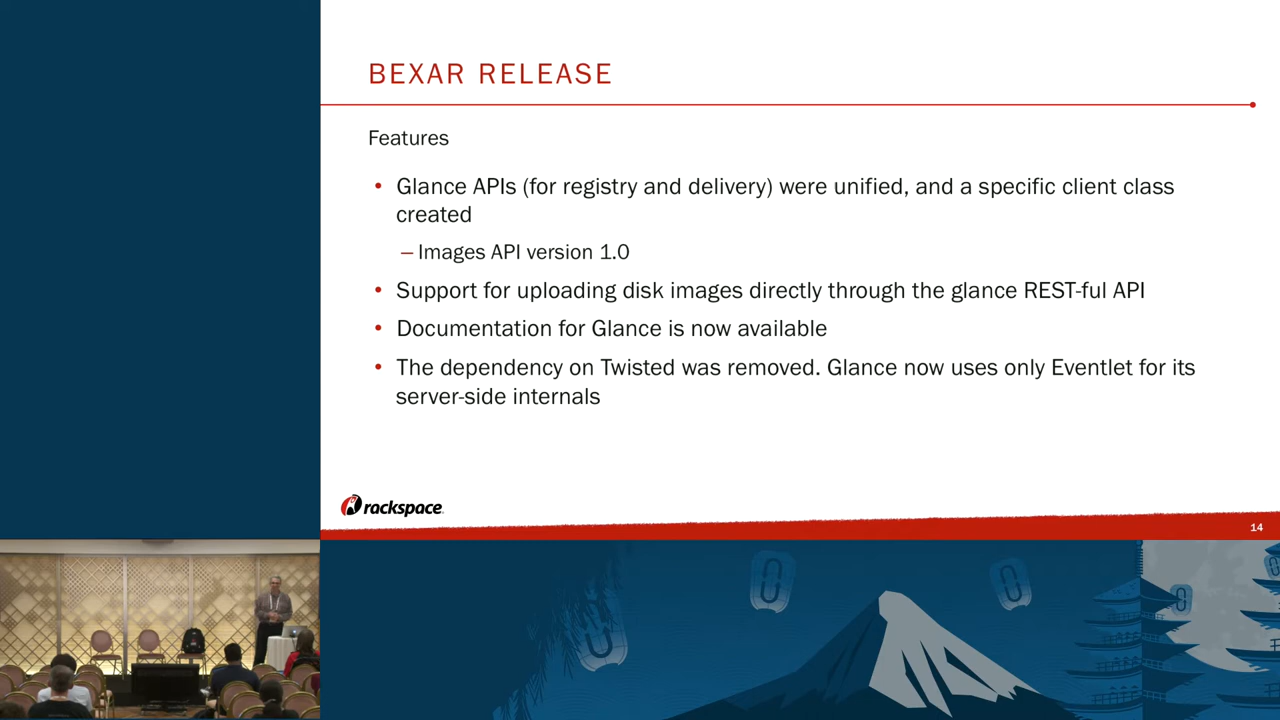 BEXAR RELEASE
Features
• Glance APIs (for registry and delivery) were unified, and a specific client class
created
– Images API version 1.0
• Support for uploading disk images directly through the glance REST-ful API
• Documentation for Glance is now available
• The dependency on Twisted was removed. Glance now uses only Eventlet for its
server-side internals
rackspace
14